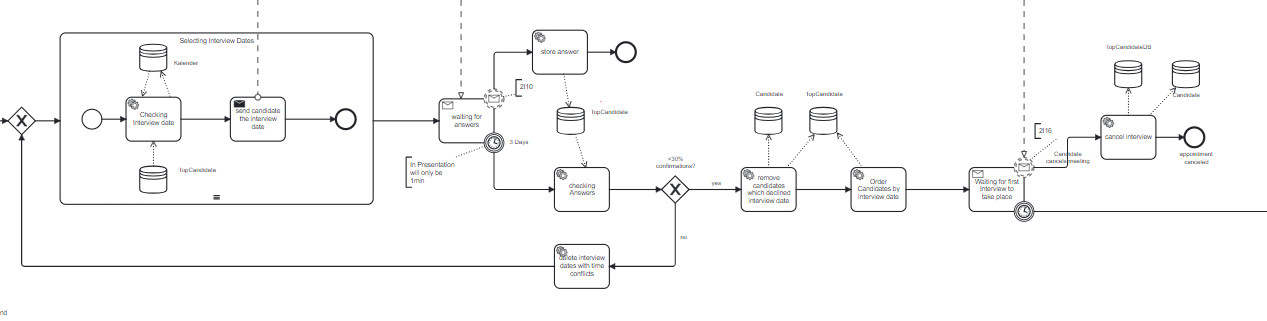 Selecting Interview Dates
Kalender
Checking
Interview date
send candidate
the interview
date
TopCandidate
waiting for
answers
2I10
3 Days
In Presentation
will only be
1min
store answer
TopCandidate
checking
Answers
<30%
confirmations?
yes
no
delete interview
dates with time
conflicts
Candidate
TopCandidate
remove
candidates
which declined
interview date
Order
Candidates by
interview date
Waiting for first
Interview to
take place
2I16
Candidate
cancels meeting
topCandidateDB
Candidate
cancel interview
appointment
canceled
nd